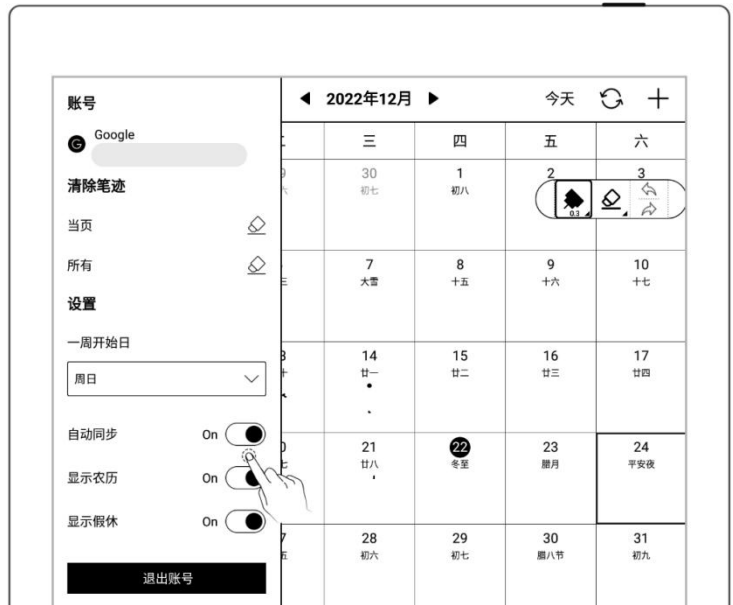 账号
Google
清除笔迹
当页
所有
设置
一周开始日
周日
自动同步 On
显示农历 On
显示假休 On
退出账号
2022年12月
今天
三 四 五 六
30 1 2 3
初七 初八
0.3
7 8 9 10
大雪 十五 十六 十七
14 15 16 17
廿一 廿二 廿三 廿四
21 22 23 24
廿八 冬至 腊月 平安夜
28 29 30 31
初六 初七 腊八节 初九